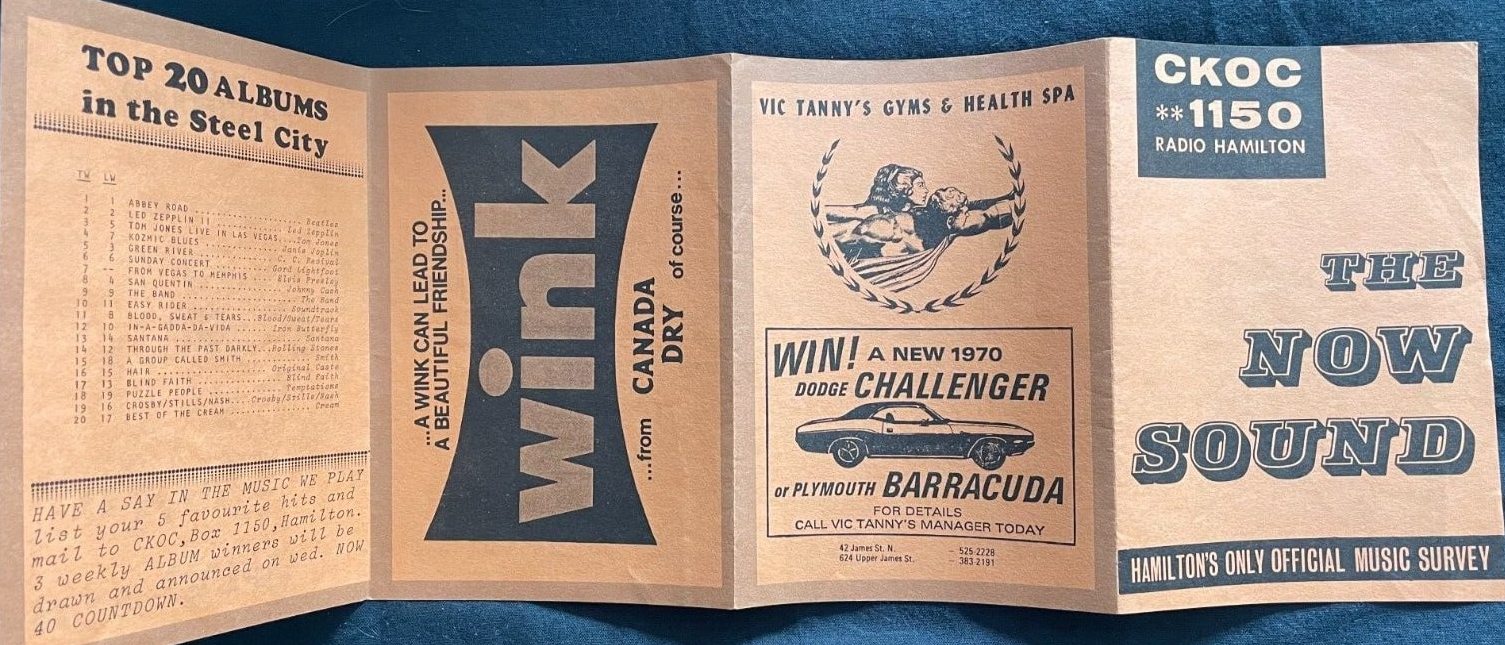 TOP 20 ALBUMS
in the Steel City
TW LW
1 1 ABBEY ROAD ........ Beatles
2 2 LED ZEPPLIN II ........ Led Zepplin
3 5 TOM JONES LIVE IN LAS VEGAS....Tom Jones
4 7 KOZMIC BLUES ........ Janis Joplin
5 3 GREEN RIVER ........ C. C. Revival
6 6 SUNDAY CONCERT ........ Gord Lightfoot
7 -- FROM VEGAS TO MEMPHIS ........ Elvis Presley
8 4 SAN QUENTIN ........ Johnny Cash
9 9 THE BAND ........ The Band
10 11 EASY RIDER ........ Soundtrack
11 8 BLOOD, SWEAT & TEARS...Blood/Sweat/Tears
12 10 IN-A-GADDA-DA-VIDA ........ Iron Butterfly
13 14 SANTANA ........ Santana
14 12 THROUGH THE PAST DARKLY...Rolling Stones
15 18 A GROUP CALLED SMITH ........ Smith
16 15 HAIR ........ Original Caste
17 13 BLIND FAITH ........ Blind Faith
18 19 PUZZLE PEOPLE ........ Temptations
19 16 CROSBY/STILLS/NASH....Crosby/Stills/Nash
20 17 BEST OF THE CREAM ........ Cream
HAVE A SAY IN THE MUSIC WE PLAY
list your 5 favourite hits and
mail to CKOC,Box 1150,Hamilton.
3 weekly ALBUM winners will be
drawn and announced on wed. NOW
40 COUNTDOWN.
...A WINK CAN LEAD TO
A BEAUTIFUL FRIENDSHIP...
wink
...from CANADA DRY of course...
VIC TANNY'S GYMS & HEALTH SPA
WIN! A NEW 1970
DODGE CHALLENGER
or PLYMOUTH BARRACUDA
FOR DETAILS
CALL VIC TANNY'S MANAGER TODAY
42 James St. N. — 525-2228
624 Upper James St. — 383-2191
CKOC
**1150
RADIO HAMILTON
THE
NOW
SOUND
HAMILTON'S ONLY OFFICIAL MUSIC SURVEY